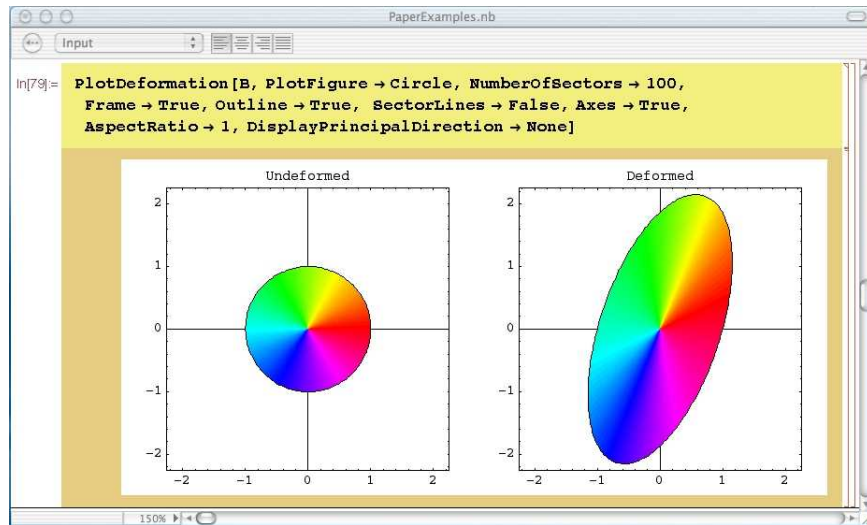 PaperExamples.nb
Input
In[79]:= PlotDeformation[B, PlotFigure → Circle, NumberOfSectors → 100,
Frame → True, Outline → True, SectorLines → False, Axes → True,
AspectRatio → 1, DisplayPrincipalDirection → None]
Undeformed
2
1
0
-1
-2
-2 -1 0 1 2
Deformed
2
1
0
-1
-2
-2 -1 0 1 2
150%